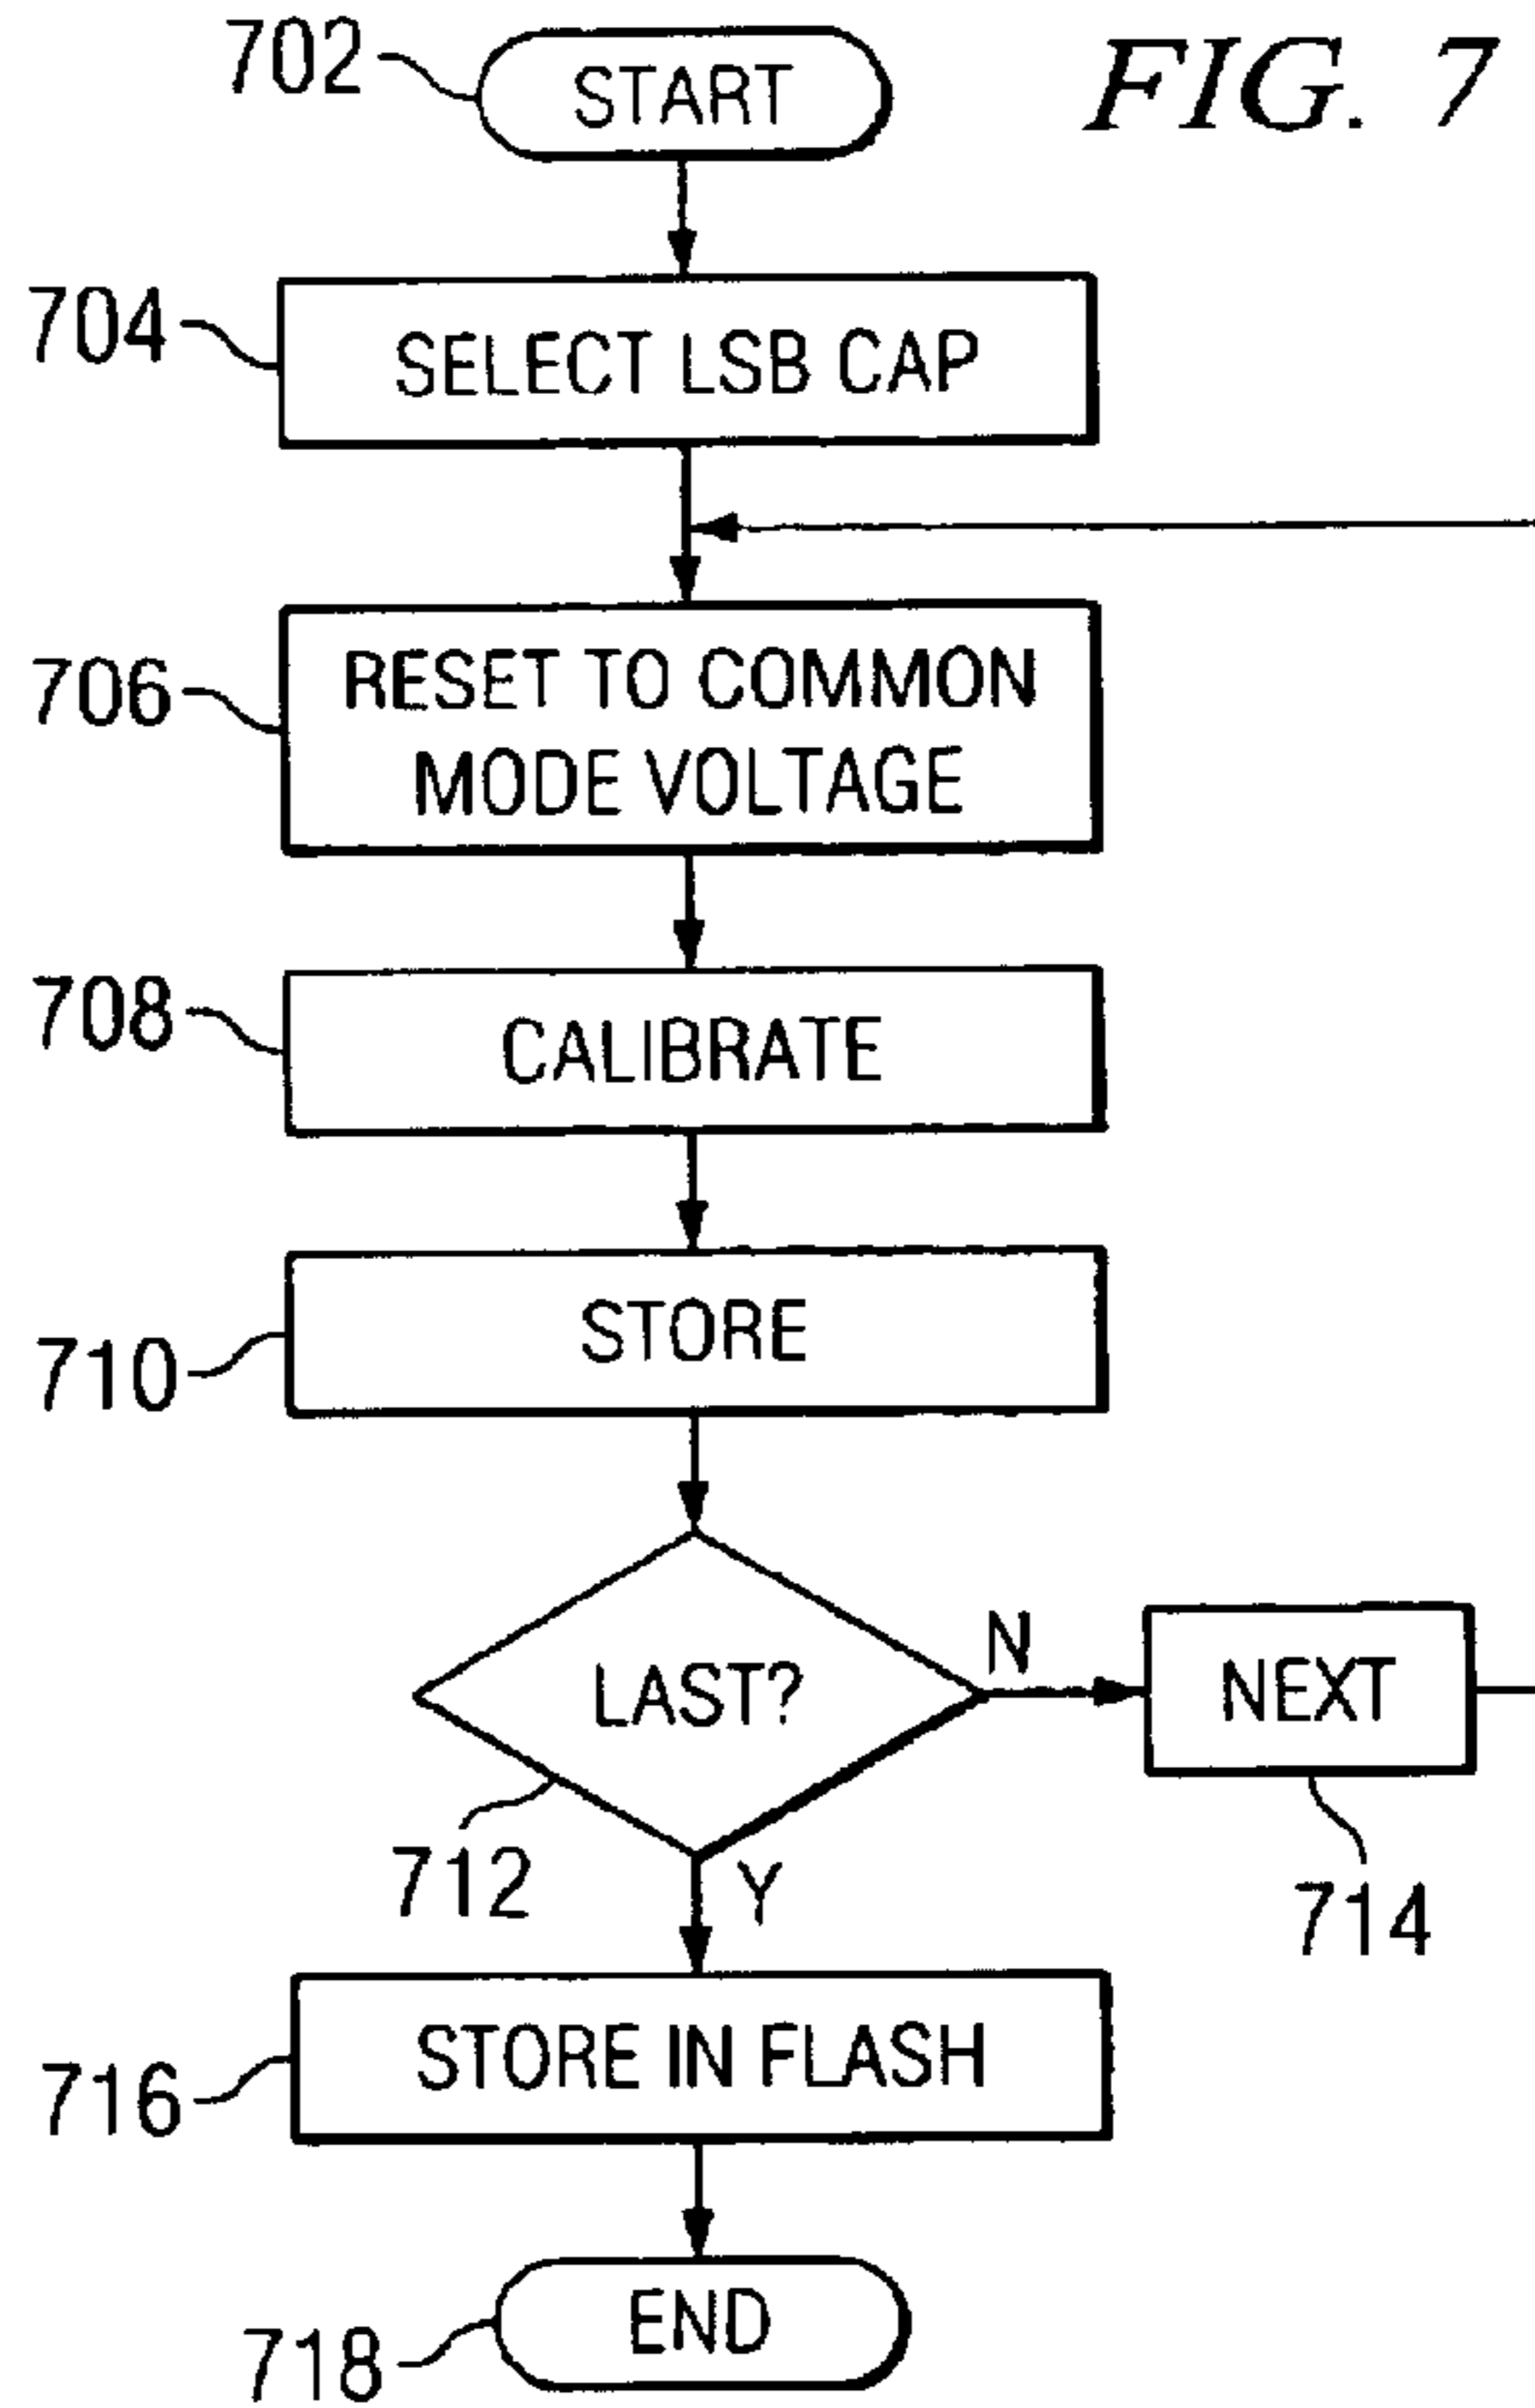 FIG. 7
702
START
704
SELECT LSB CAP
706
RESET TO COMMON
MODE VOLTAGE
708
CALIBRATE
710
STORE
LAST?
N
NEXT
712
Y
714
716
STORE IN FLASH
718
END